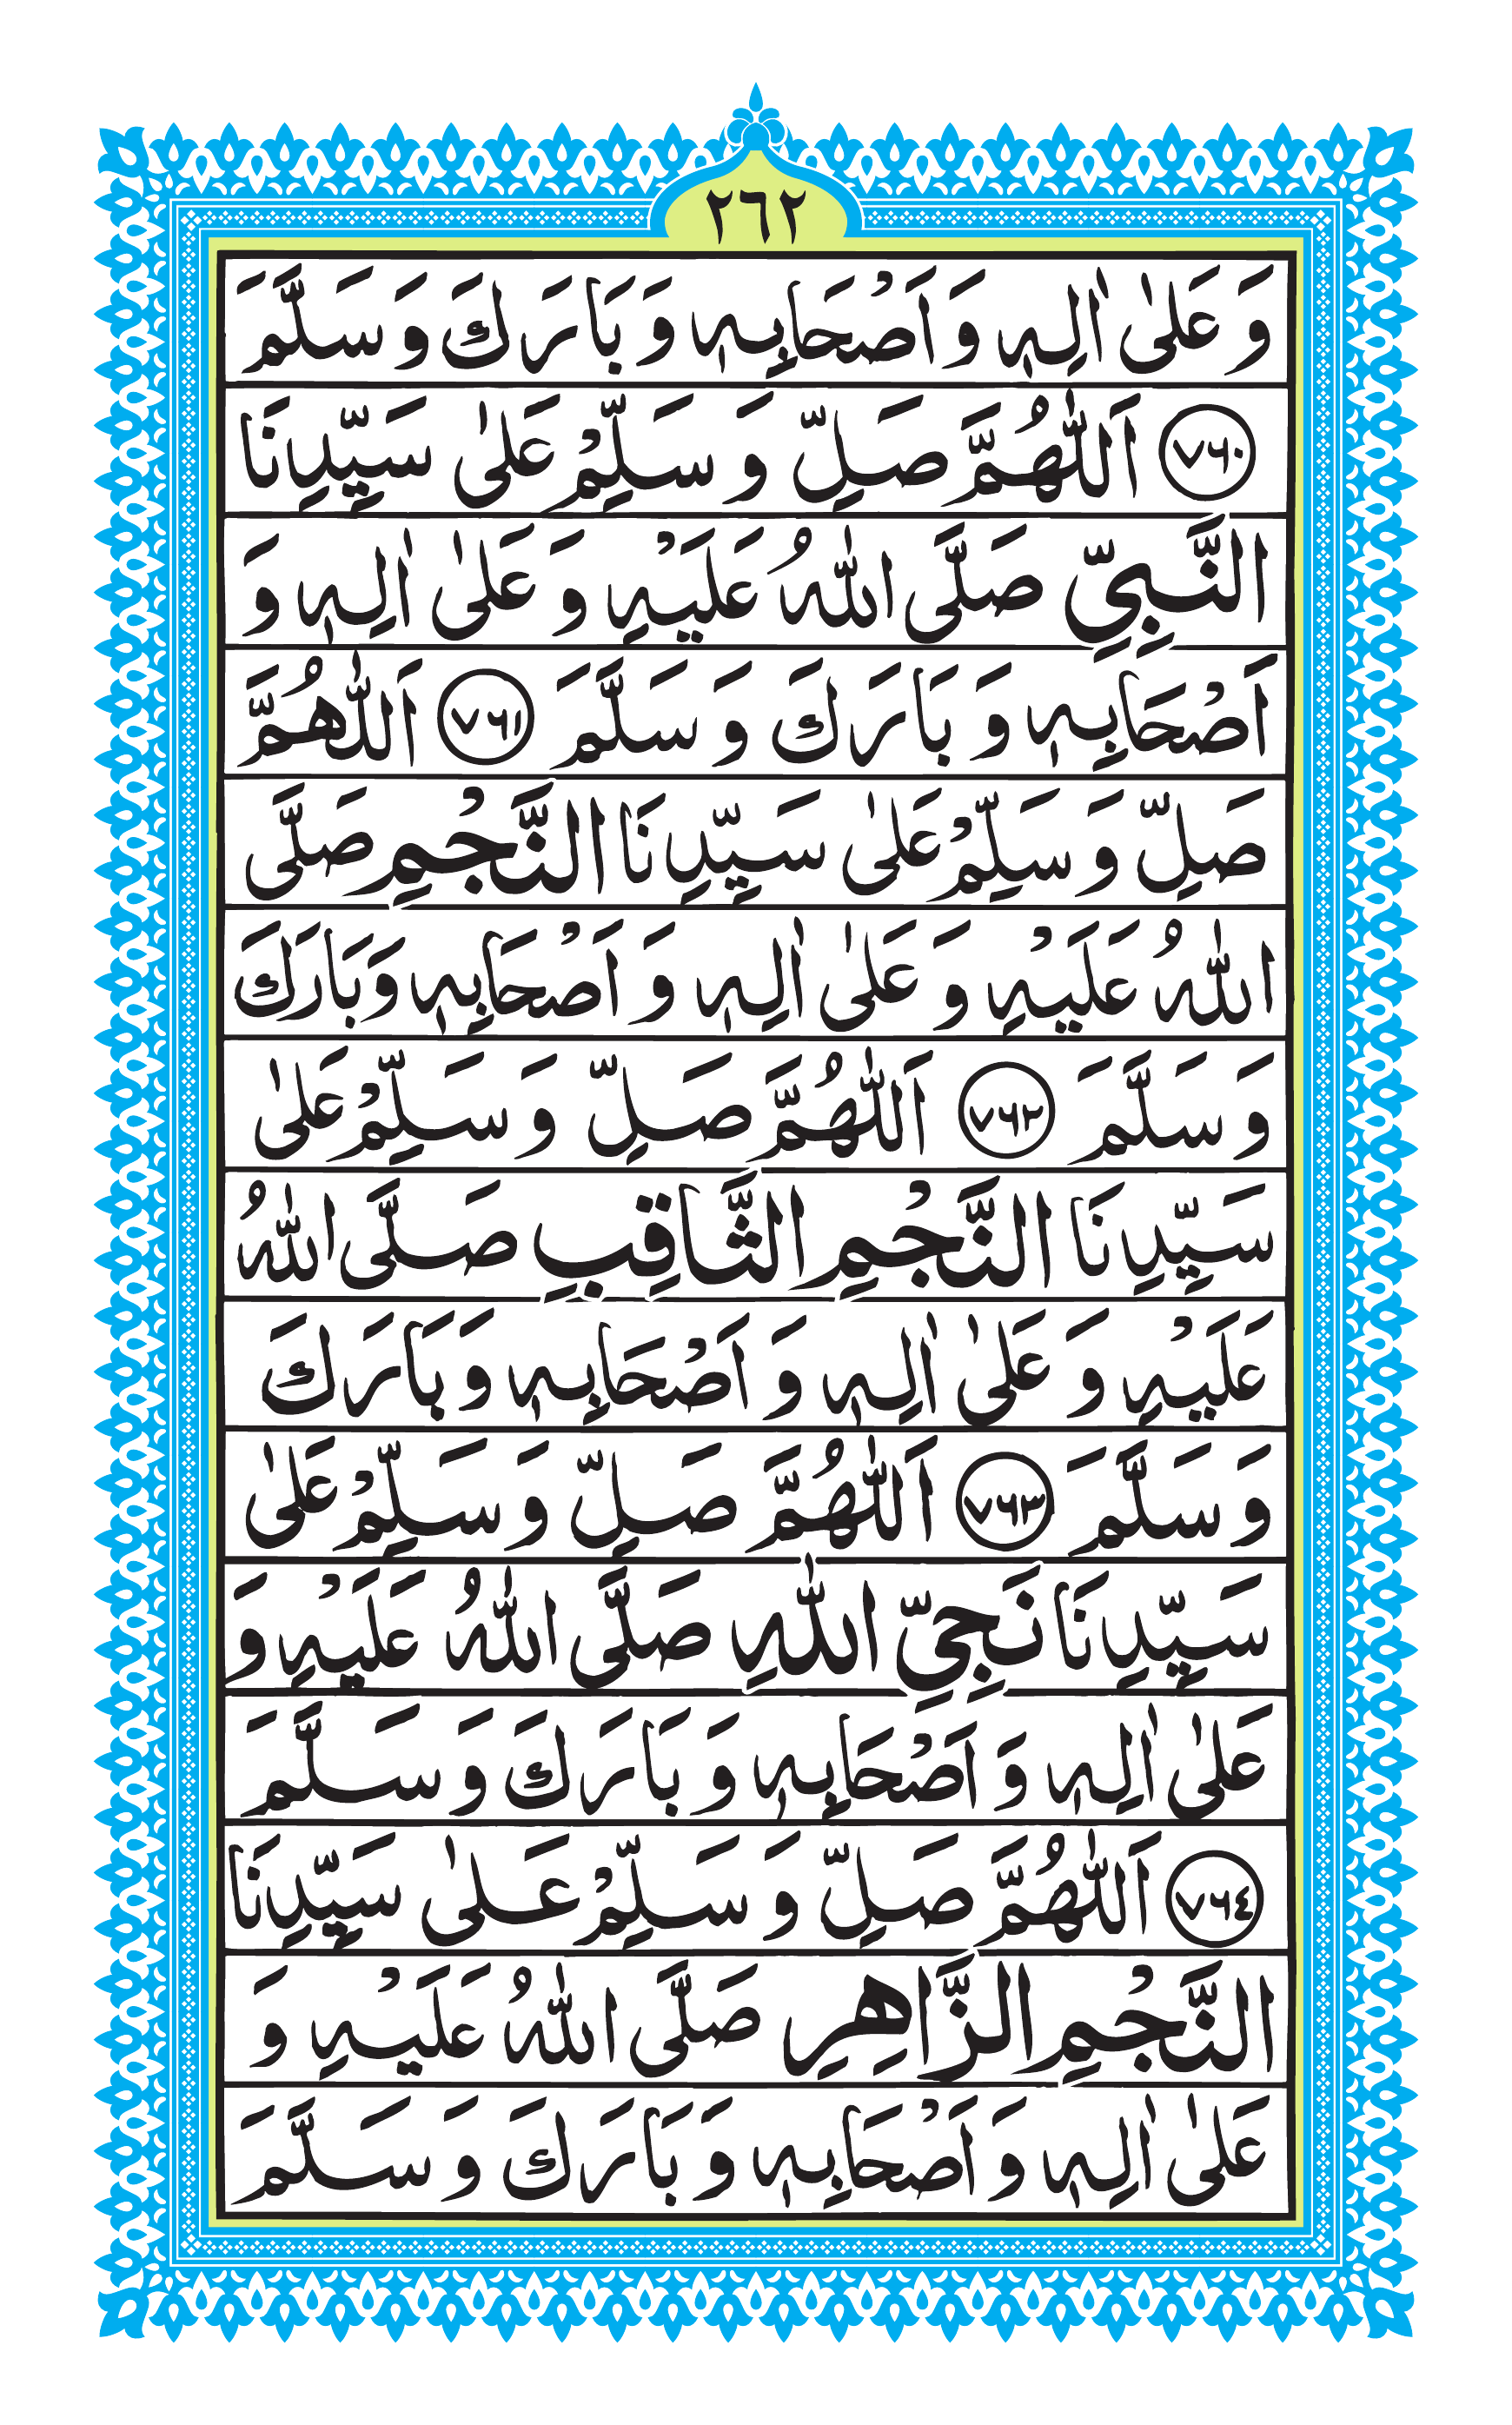 ٢٦٢
وَ عَلٰى اٰلِهٖ وَ اَصْحَابِهٖ وَ بَارَكَ وَ سَلَّمَ
٧٦٠ اَللّٰهُمَّ صَلِّ وَ سَلِّمْ عَلٰى سَيِّدِنَا
النَّبِيِّ صَلَّى اللّٰهُ عَلَيْهِ وَ عَلٰى اٰلِهٖ وَ
اَصْحَابِهٖ وَ بَارَكَ وَ سَلَّمَ ٧٦١ اَللّٰهُمَّ
صَلِّ وَ سَلِّمْ عَلٰى سَيِّدِنَا النَّجْمِ صَلَّى
اللّٰهُ عَلَيْهِ وَ عَلٰى اٰلِهٖ وَ اَصْحَابِهٖ وَبَارَكَ
وَ سَلَّمَ ٧٦٢ اَللّٰهُمَّ صَلِّ وَ سَلِّمْ عَلٰى
سَيِّدِنَا النَّجْمِ الثَّاقِبِ صَلَّى اللّٰهُ
عَلَيْهِ وَ عَلٰى اٰلِهٖ وَ اَصْحَابِهٖ وَ بَارَكَ
وَ سَلَّمَ ٧٦٣ اَللّٰهُمَّ صَلِّ وَ سَلِّمْ عَلٰى
سَيِّدِنَا نَجِيِّ اللّٰهِ صَلَّى اللّٰهُ عَلَيْهِ وَ
عَلٰى اٰلِهٖ وَ اَصْحَابِهٖ وَ بَارَكَ وَ سَلَّمَ
٧٦٤ اَللّٰهُمَّ صَلِّ وَ سَلِّمْ عَلٰى سَيِّدِنَا
النَّجْمِ الزَّاهِرِ صَلَّى اللّٰهُ عَلَيْهِ وَ
عَلٰى اٰلِهٖ وَ اَصْحَابِهٖ وَ بَارَكَ وَ سَلَّمَ